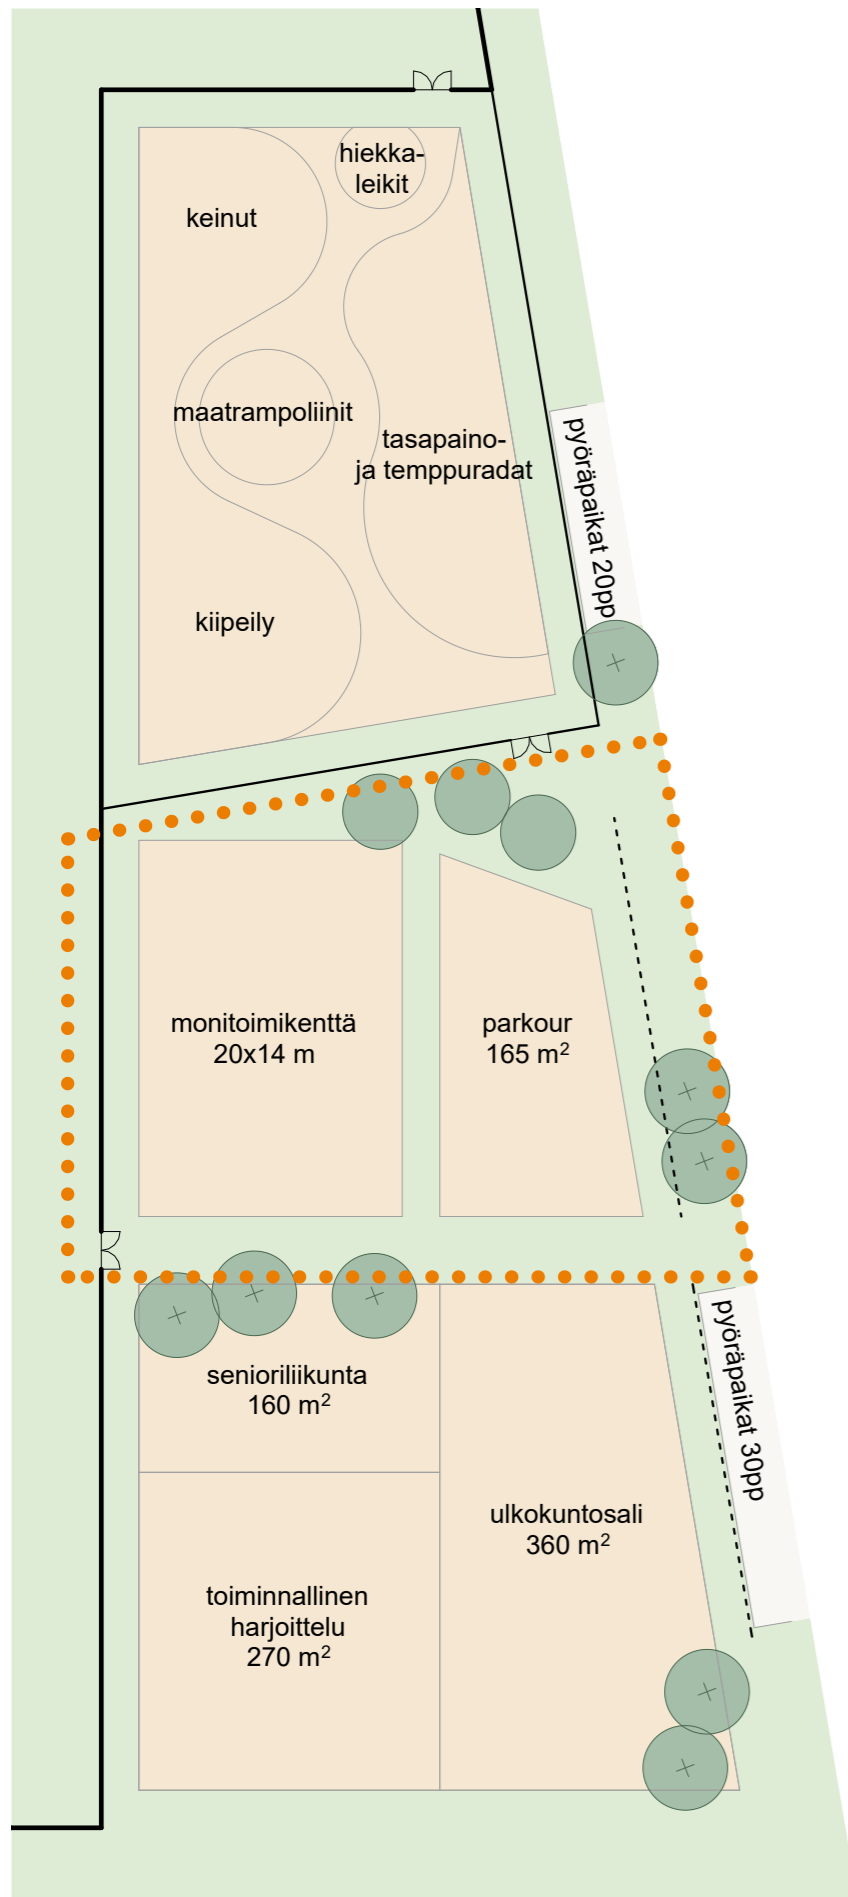 hiekka-
leikit
keinut
maatrampoliinit
tasapaino-
ja temppuradat
pyöräpaikat 20pp
kiipeily
monitoimikenttä
20x14 m
parkour
165 m²
senioriliikunta
160 m²
pyöräpaikat 30pp
ulkokuntosali
360 m²
toiminnallinen
harjoittelu
270 m²